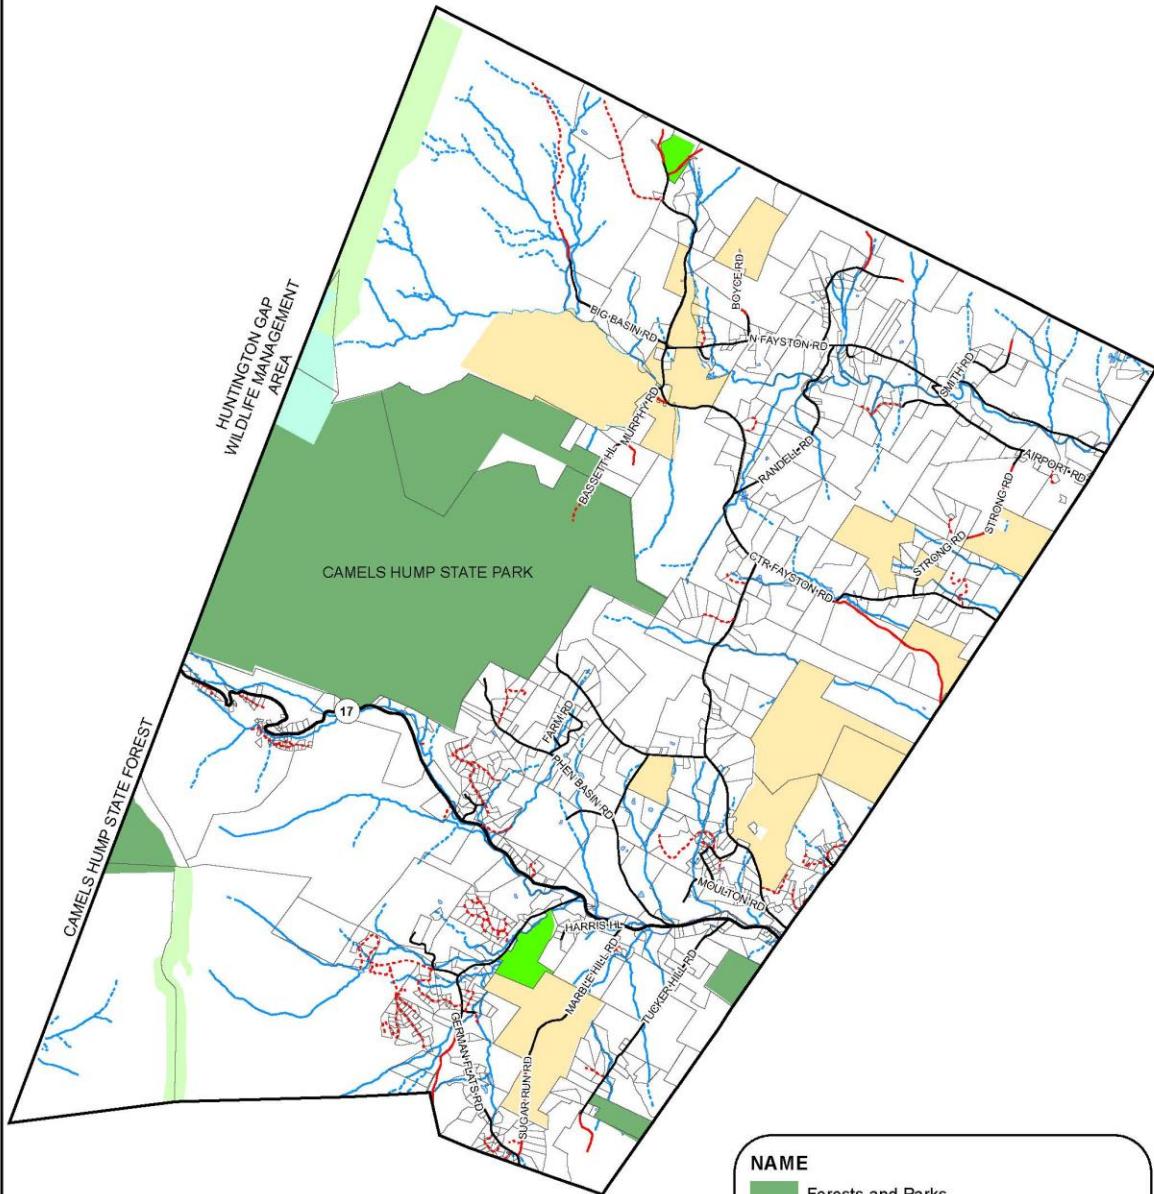 BOYCE RD
BIG BASIN RD
N FAYSTON RD
HUNTINGTON GAP
WILDLIFE MANAGEMENT
AREA
SMITH RD
MURPHY RD
BASSETT HL
RANDELL RD
AIRPORT RD
STRONG RD
STRONG RD
CAMELS HUMP STATE PARK
CTR FAYSTON RD
17
FARM RD
PHEN BASIN RD
CAMELS HUMP STATE FOREST
MOULTON RD
HARRIS HL
MARBLE HILL RD
TUCKER HILL RD
GERMAN FLATS RD
SUGAR RUN RD
NAME
Forests and Parks